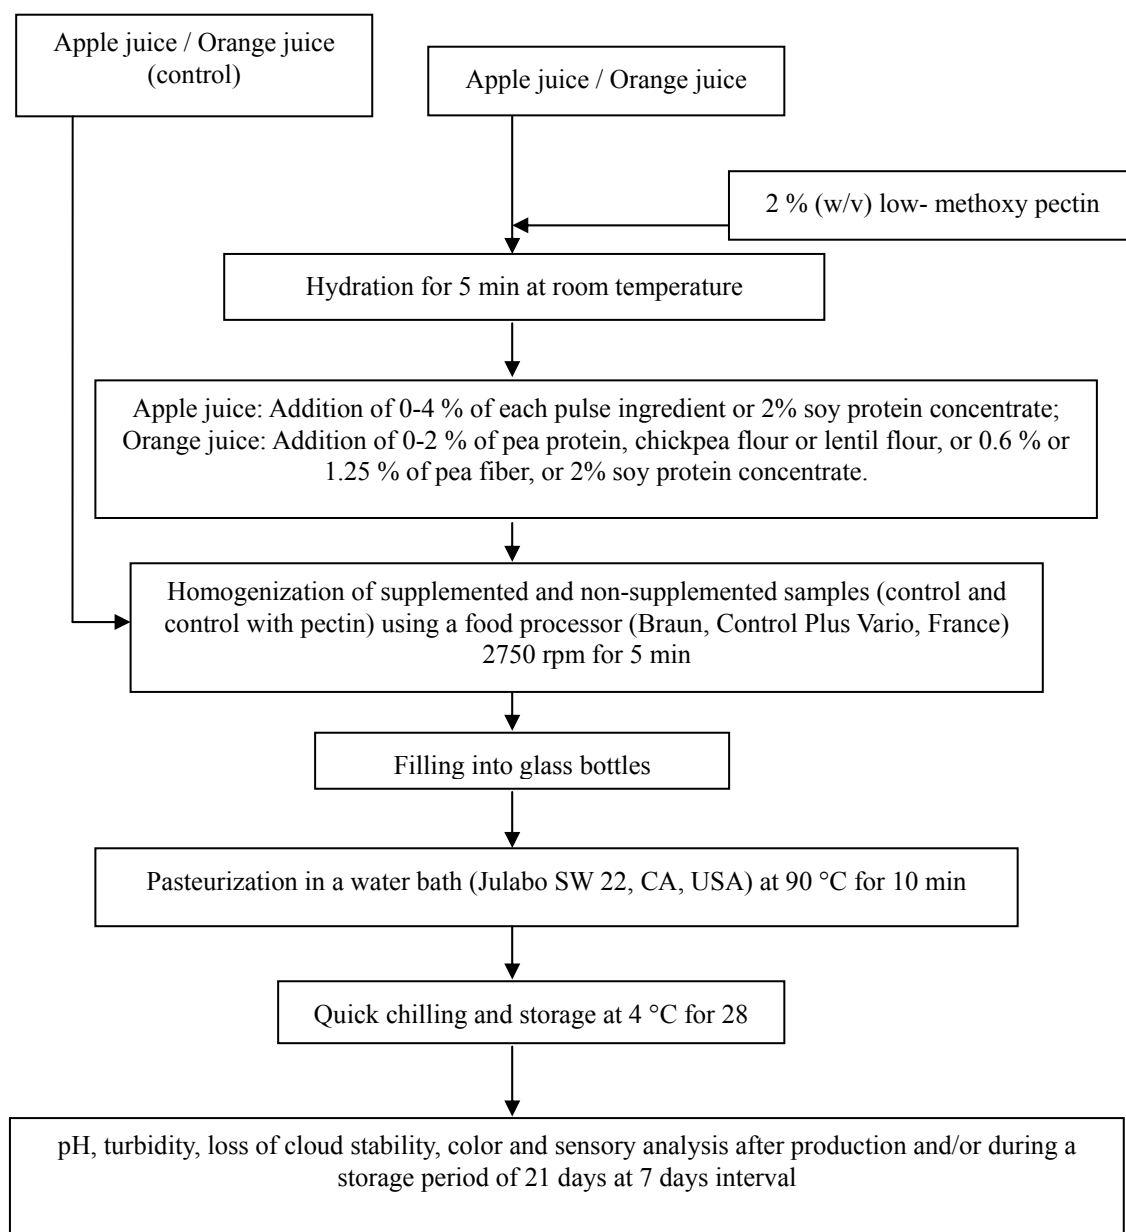 Apple juice / Orange juice
(control)
Apple juice / Orange juice
2 % (w/v) low- methoxy pectin
Hydration for 5 min at room temperature
Apple juice: Addition of 0-4 % of each pulse ingredient or 2% soy protein concentrate;
Orange juice: Addition of 0-2 % of pea protein, chickpea flour or lentil flour, or 0.6 % or
1.25 % of pea fiber, or 2% soy protein concentrate.
Homogenization of supplemented and non-supplemented samples (control and
control with pectin) using a food processor (Braun, Control Plus Vario, France)
2750 rpm for 5 min
Filling into glass bottles
Pasteurization in a water bath (Julabo SW 22, CA, USA) at 90 °C for 10 min
Quick chilling and storage at 4 °C for 28
pH, turbidity, loss of cloud stability, color and sensory analysis after production and/or during a
storage period of 21 days at 7 days interval